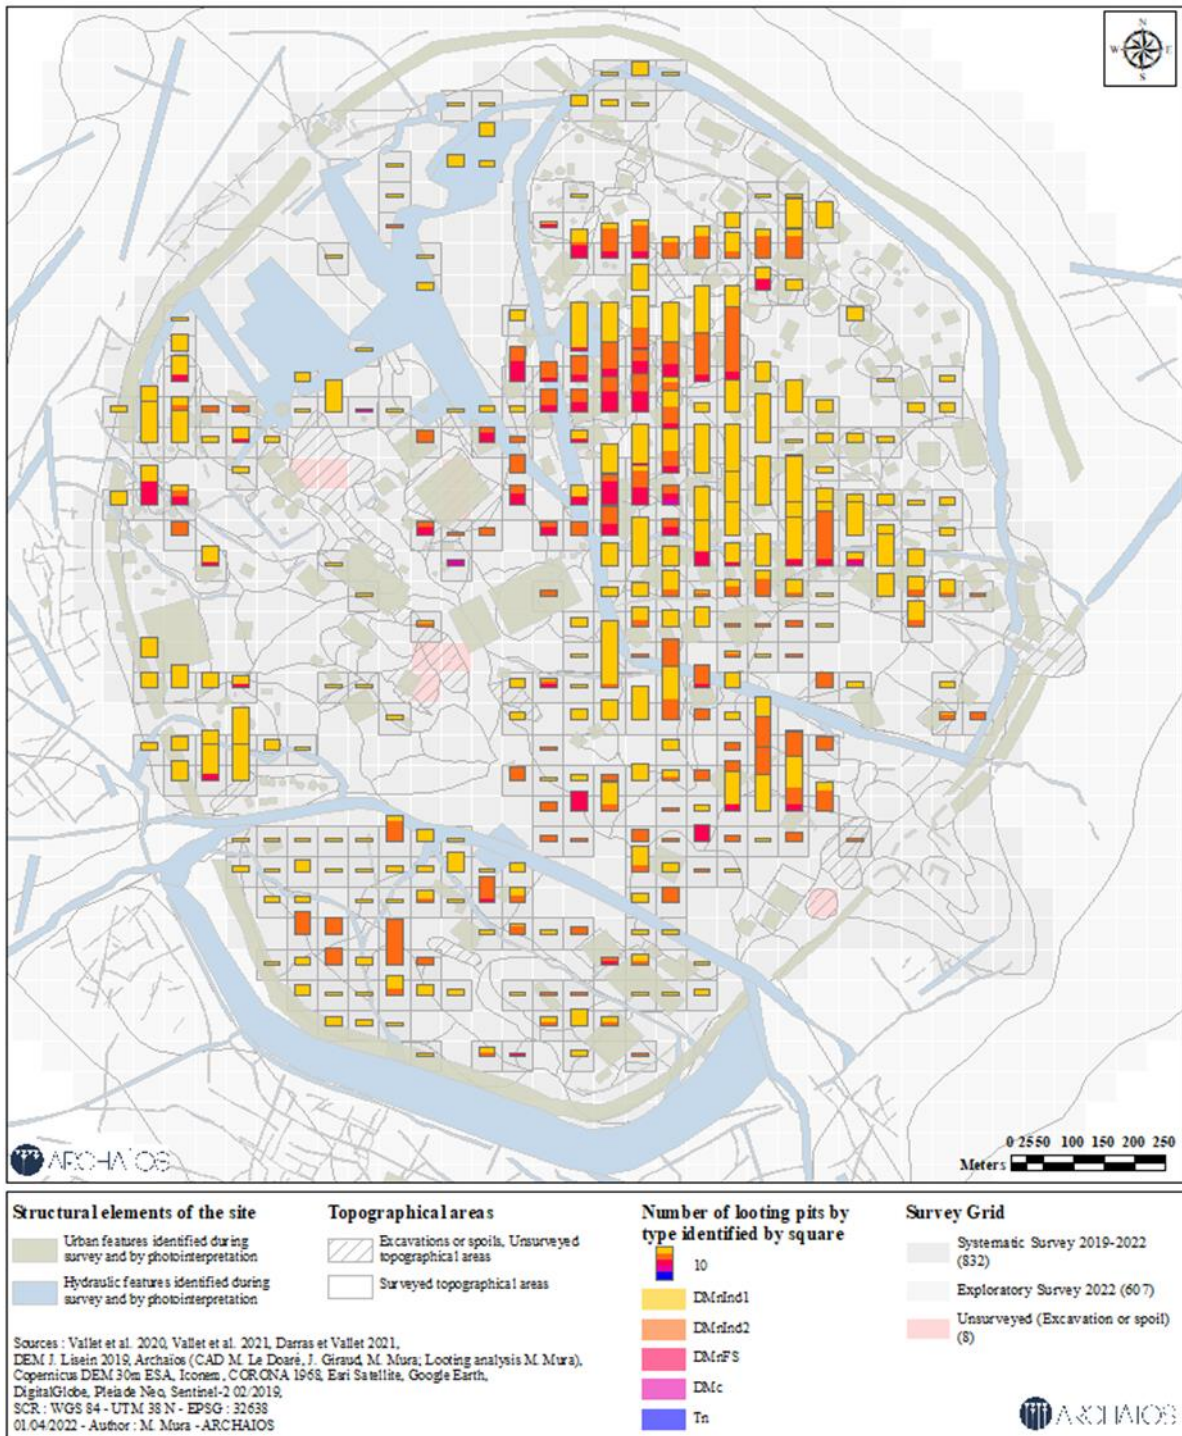 N
W E
S
ARCHAÏOS
0 25 50 100 150 200 250
Meters
Structural elements of the site
Urban features identified during
survey and by photointerpretation
Hydraulic features identified during
survey and by photointerpretation
Topographical areas
Excavations or spoils, Unsurveyed
topographical areas
Surveyed topographical areas
Number of looting pits by
type identified by square
10
DMrInd1
DMrInd2
DMrFS
DMc
Tn
Survey Grid
Systematic Survey 2019-2022
(832)
Exploratory Survey 2022 (607)
Unsurveyed (Excavation or spoil)
(8)
Sources : Vallet et al. 2020, Vallet et al. 2021, Darras et Vallet 2021,
DEM J. Lisein 2019, Archaïos (CAD M. Le Doaré, J. Giraud, M. Mura; Looting analysis M. Mura),
Copernicus DEM 30m ESA, Iconem, CORONA 1968, Esri Satellite, Google Earth,
DigitalGlobe, Pleiade Neo, Sentinel-2 02/2019,
SCR : WGS 84 - UTM 38 N - EPSG : 32638
01/04/2022 - Author : M. Mura - ARCHAIOS
ARCHAÏOS